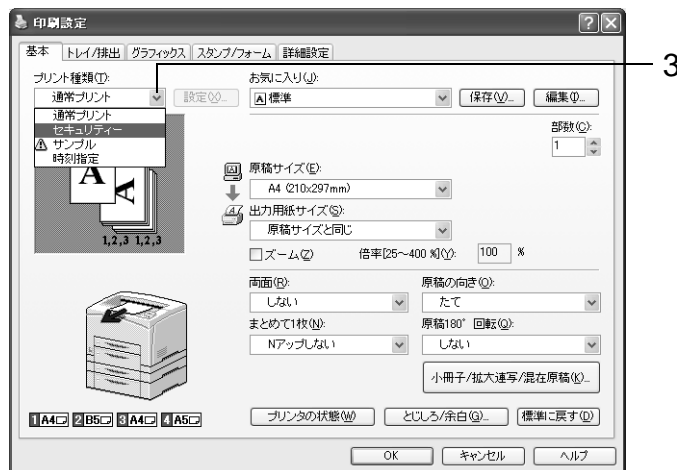 印刷設定
基本 トレイ/排出 グラフィックス スタンプ/フォーム 詳細設定
プリント種類(T):
通常プリント 設定(X)...
通常プリント
セキュリティー
サンプル
時刻指定
A A
1,2,3 1,2,3
お気に入り(J):
A 標準 保存(V)... 編集(I)...
部数(C):
1
原稿サイズ(E):
A4 (210x297mm)
出力用紙サイズ(S):
原稿サイズと同じ
ズーム(Z) 倍率[25～400 %](Y): 100 %
両面(R): 原稿の向き(O):
しない たて
まとめて1枚(N): 原稿180° 回転(Q):
Nアップしない しない
小冊子/拡大連写/混在原稿(K)...
1 A4 2 B5 3 A4 4 A5
プリンタの状態(W) とじしろ/余白(G)... 標準に戻す(D)
OK キャンセル ヘルプ
3